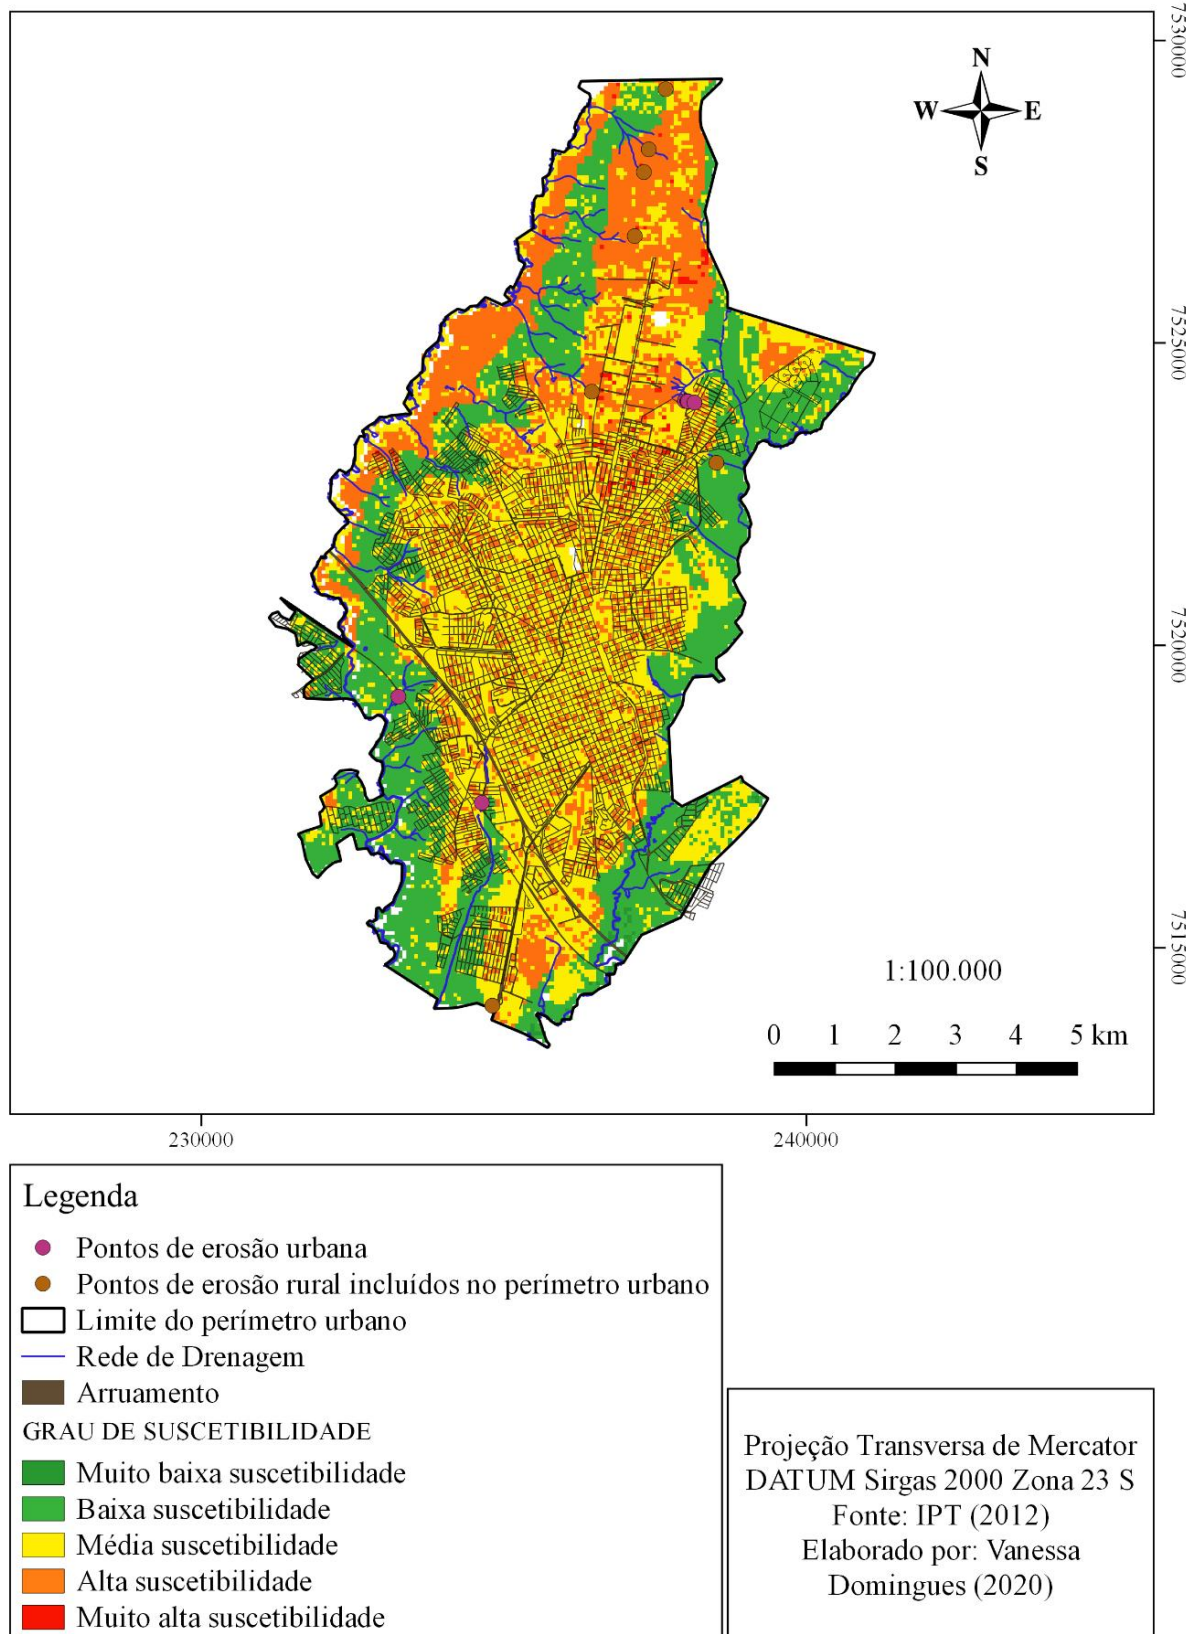 7530000
N
W E
S
7525000
7520000
7515000
1:100.000
0 1 2 3 4 5 km
230000 240000
Legenda
Pontos de erosão urbana
Pontos de erosão rural incluídos no perímetro urbano
Limite do perímetro urbano
Rede de Drenagem
Arruamento
GRAU DE SUSCETIBILIDADE
Muito baixa suscetibilidade
Baixa suscetibilidade
Média suscetibilidade
Alta suscetibilidade
Muito alta suscetibilidade
Projeção Transversa de Mercator
DATUM Sirgas 2000 Zona 23 S
Fonte: IPT (2012)
Elaborado por: Vanessa
Domingues (2020)